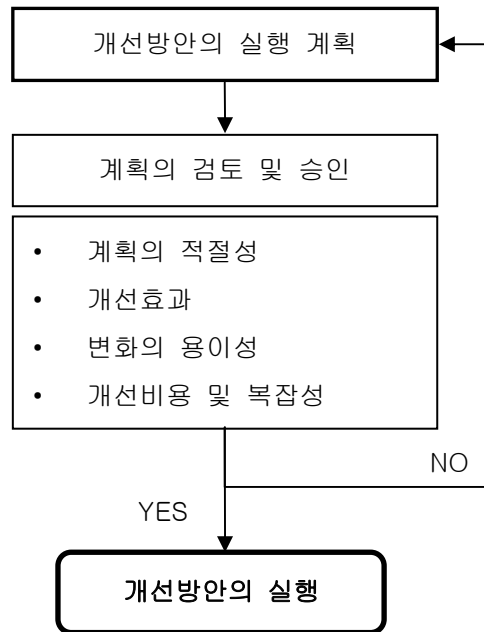 개선방안의 실행 계획
계획의 검토 및 승인
• 계획의 적절성
• 개선효과
• 변화의 용이성
• 개선비용 및 복잡성
NO
YES
개선방안의 실행